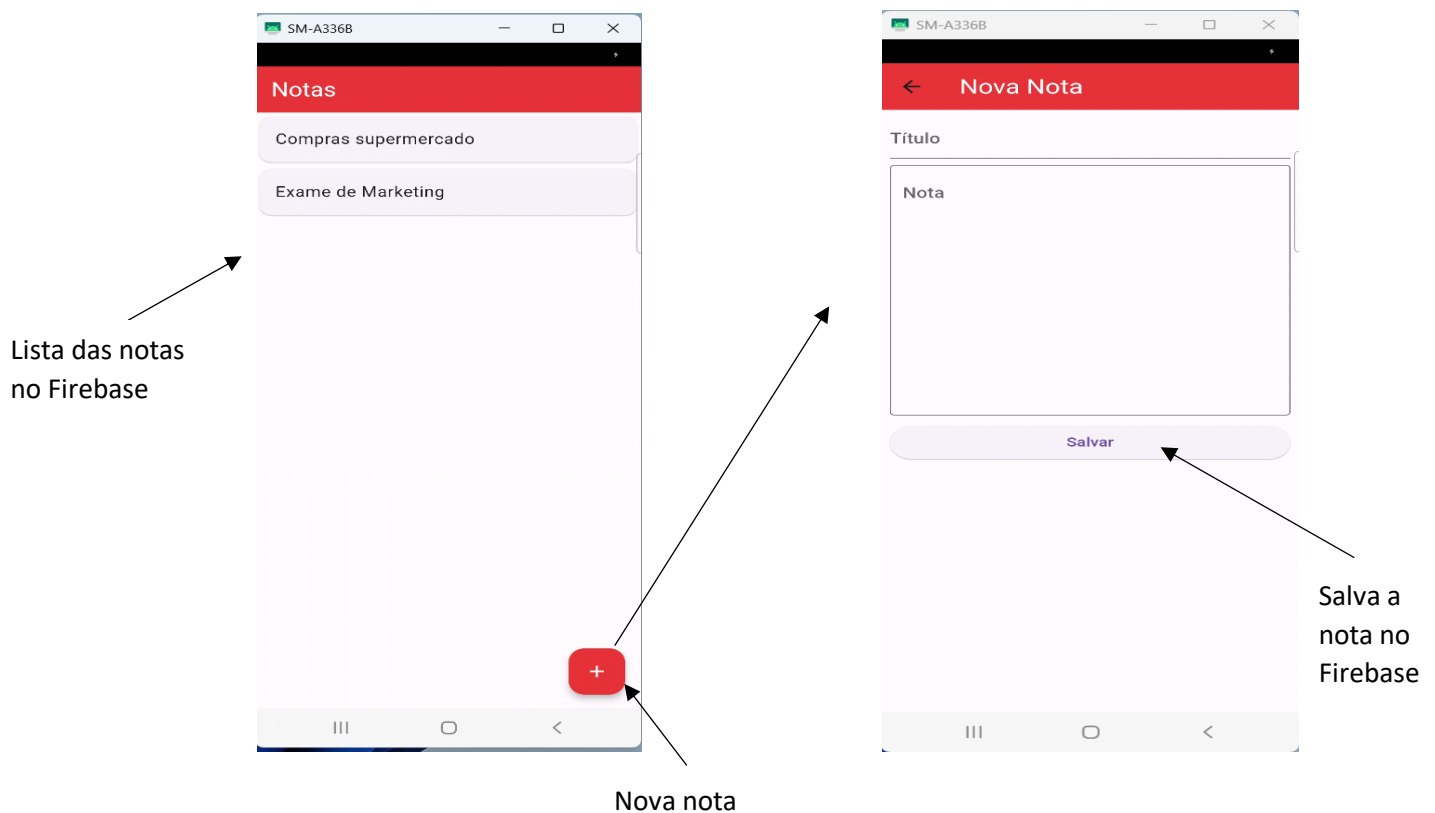 SM-A336B
Notas
Compras supermercado
Exame de Marketing
Lista das notas
no Firebase
+
Nova nota
SM-A336B
Nova Nota
Título
Nota
Salvar
Salva a
nota no
Firebase